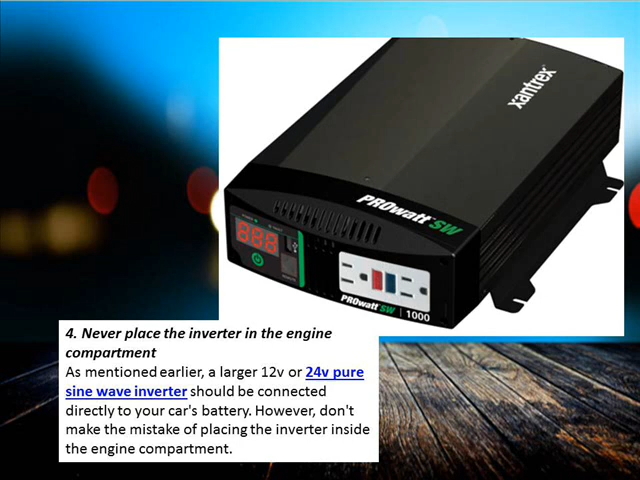 xantrex
PROwatt SW
888
PROwatt SW | 1000
4. Never place the inverter in the engine
compartment
As mentioned earlier, a larger 12v or 24v pure
sine wave inverter should be connected
directly to your car's battery. However, don't
make the mistake of placing the inverter inside
the engine compartment.